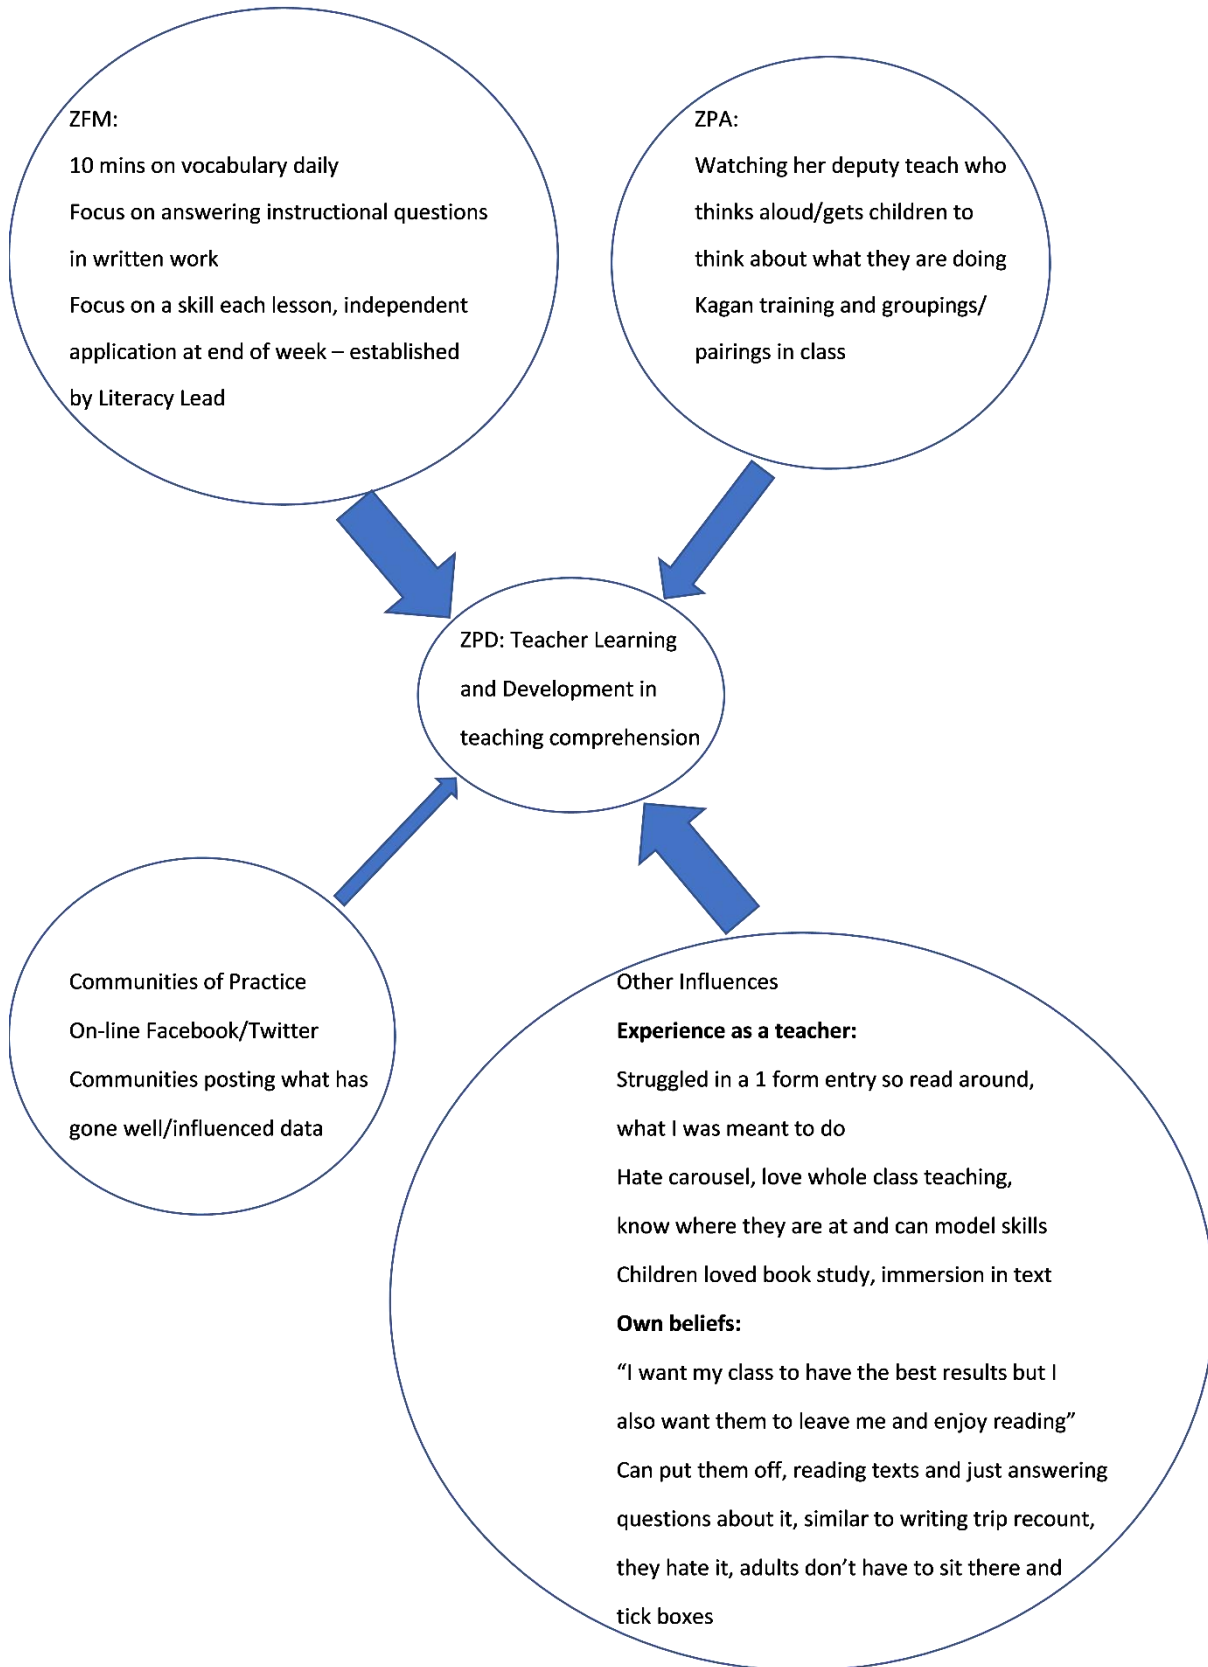 ZFM:
10 mins on vocabulary daily
Focus on answering instructional questions
in written work
Focus on a skill each lesson, independent
application at end of week – established
by Literacy Lead
ZPA:
Watching her deputy teach who
thinks aloud/gets children to
think about what they are doing
Kagan training and groupings/
pairings in class
ZPD: Teacher Learning
and Development in
teaching comprehension
Communities of Practice
On-line Facebook/Twitter
Communities posting what has
gone well/influenced data
Other Influences
Experience as a teacher:
Struggled in a 1 form entry so read around,
what I was meant to do
Hate carousel, love whole class teaching,
know where they are at and can model skills
Children loved book study, immersion in text
Own beliefs:
“I want my class to have the best results but I
also want them to leave me and enjoy reading”
Can put them off, reading texts and just answering
questions about it, similar to writing trip recount,
they hate it, adults don’t have to sit there and
tick boxes